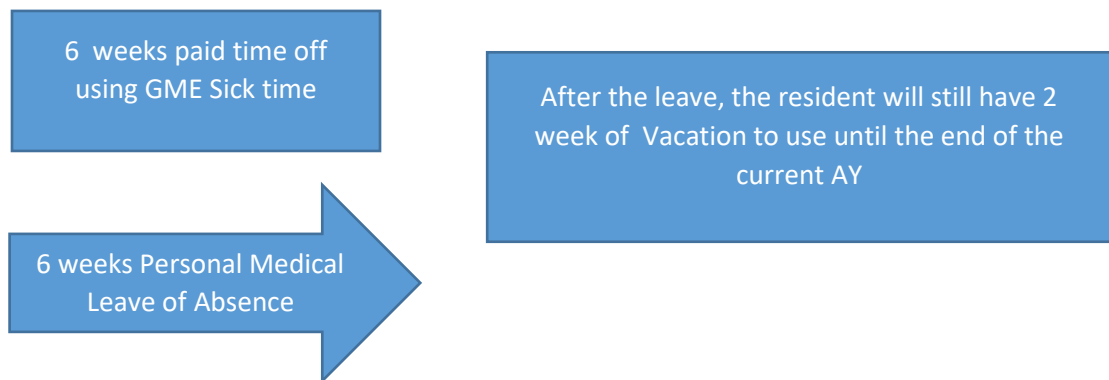 6 weeks paid time off
using GME Sick time
6 weeks Personal Medical
Leave of Absence
After the leave, the resident will still have 2
week of Vacation to use until the end of the
current AY